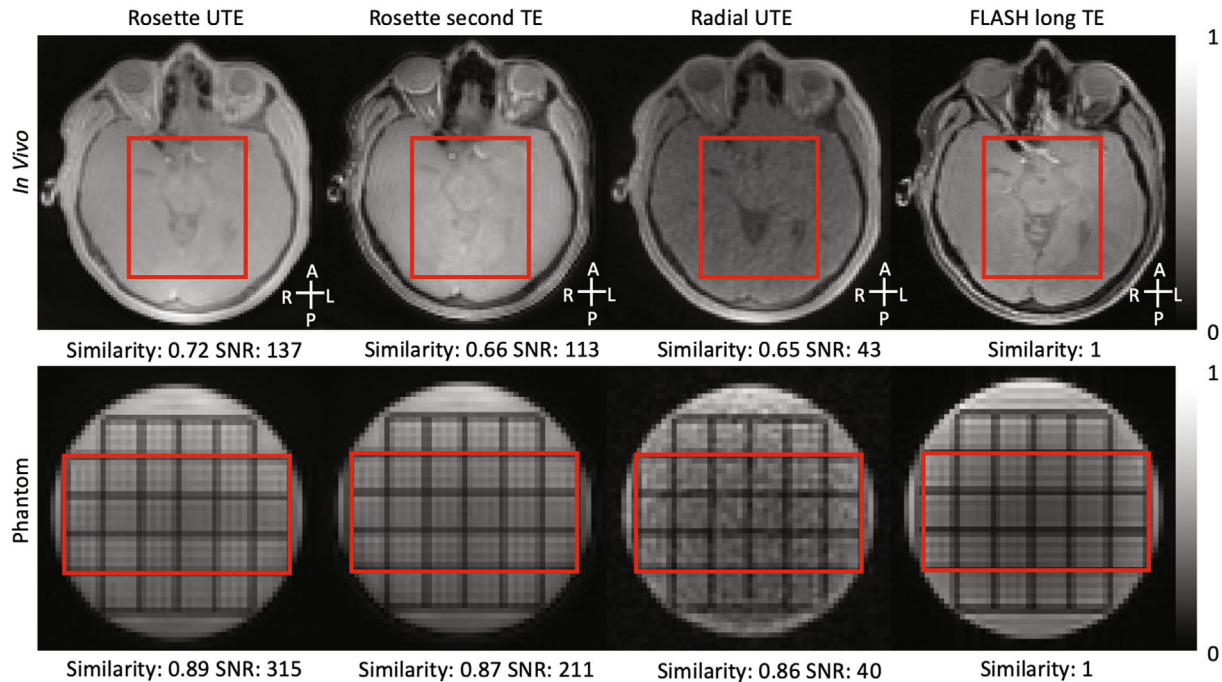 Rosette UTE Rosette second TE Radial UTE FLASH long TE
1
In Vivo
A A A A
R L R L R L R L
P P P P
0
Similarity: 0.72 SNR: 137 Similarity: 0.66 SNR: 113 Similarity: 0.65 SNR: 43 Similarity: 1
1
Phantom
0
Similarity: 0.89 SNR: 315 Similarity: 0.87 SNR: 211 Similarity: 0.86 SNR: 40 Similarity: 1